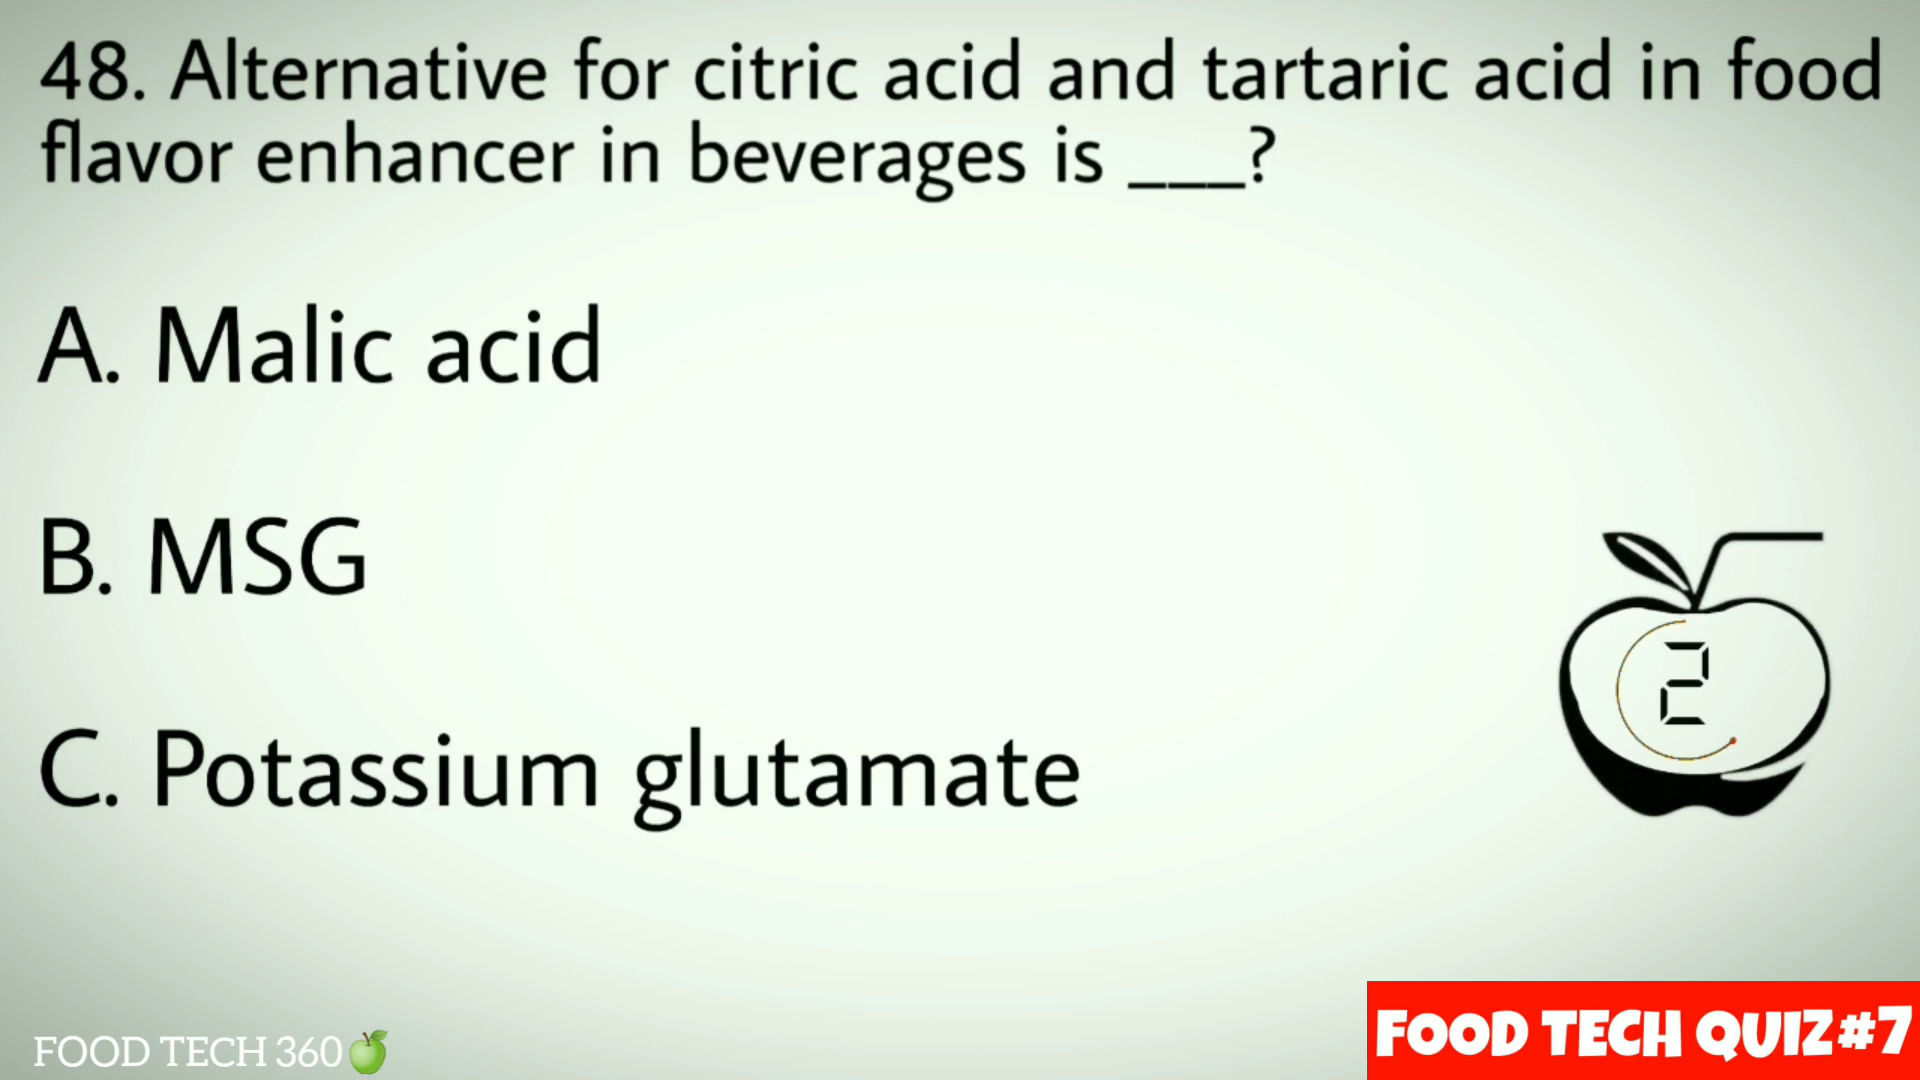 48. Alternative for citric acid and tartaric acid in food
flavor enhancer in beverages is ___?
A. Malic acid
B. MSG
C. Potassium glutamate
2
FOOD TECH 360
FOOD TECH QUIZ#7